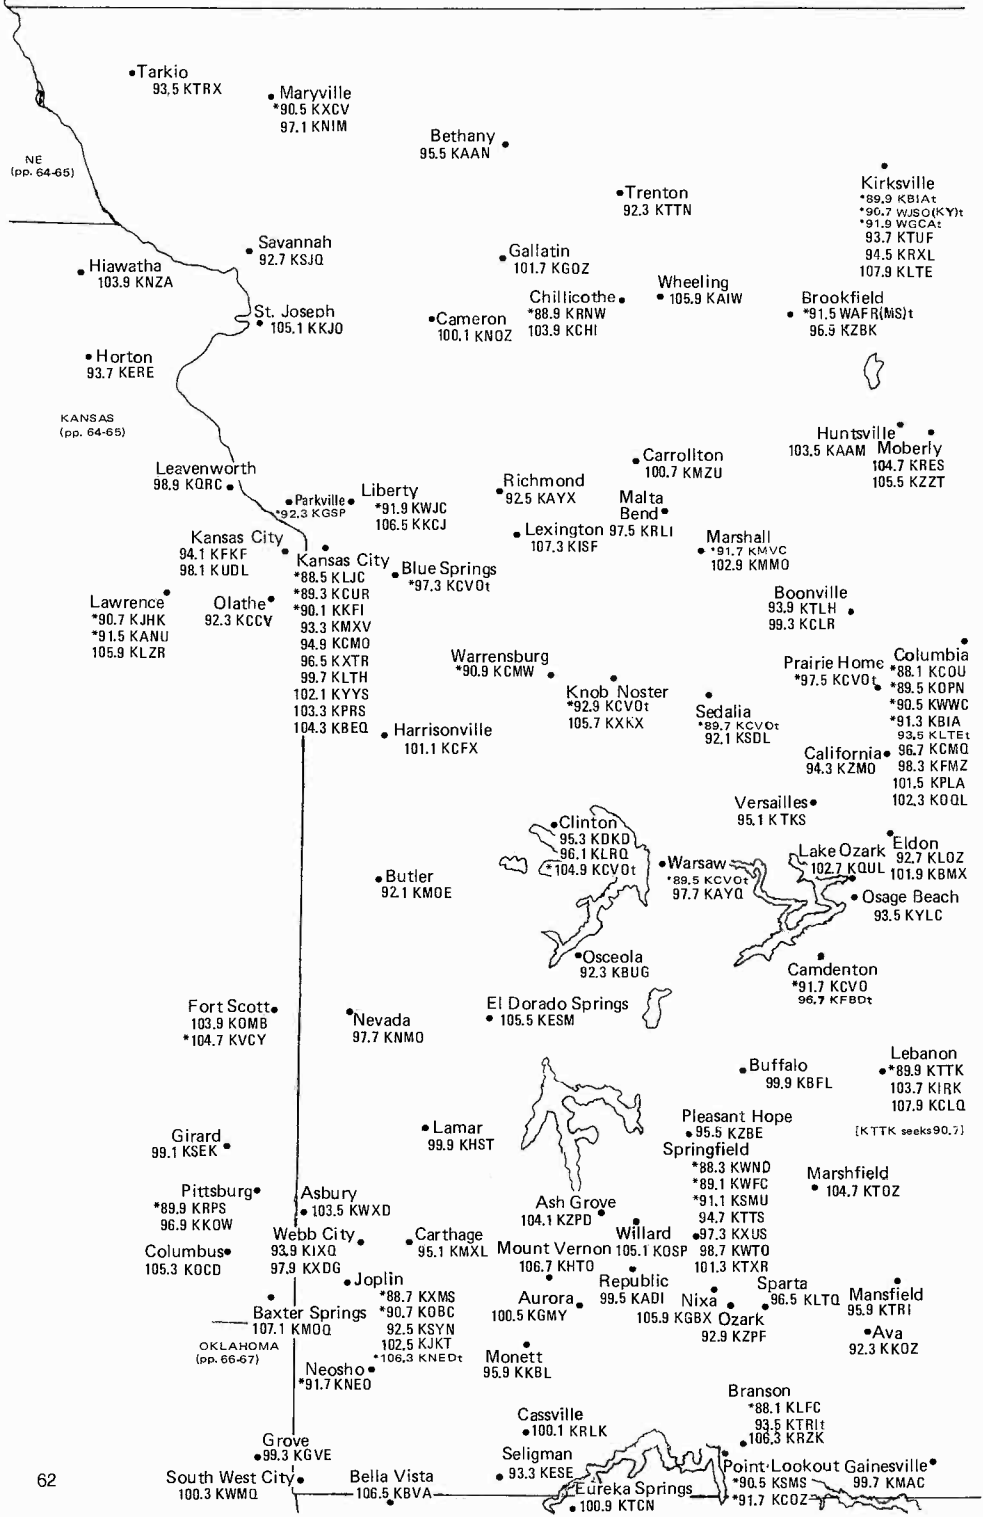 Tarkio
93.5 KTRX
Maryville
*90.5 KXCV
97.1 KNIM
Bethany
95.5 KAAN
NE
(pp. 64-65)
Trenton
92.3 KTTN
Kirksville
*89.9 KBIAt
*90.7 WJSO(KY)t
*91.9 WGCAt
93.7 KTUF
94.5 KRXL
107.9 KLTE
Savannah
92.7 KSJQ
Hiawatha
103.9 KNZA
Gallatin
101.7 KGOZ
Wheeling
105.9 KAIW
Chillicothe
*88.9 KRNW
103.9 KCHI
Brookfield
*91.5 WAFR(MS)t
96.9 KZBK
St. Joseph
105.1 KKJO
Cameron
100.1 KNOZ
Horton
93.7 KERE
KANSAS
(pp. 64-65)
Huntsville
103.5 KAAM
Moberly
104.7 KRES
105.5 KZZT
Leavenworth
98.9 KQRC
Carrollton
100.7 KMZU
Parkville
*92.3 KGSP
Liberty
*91.9 KWJC
106.5 KKCJ
Richmond
92.5 KAYX
Malta
Bend
97.5 KRLI
Lexington
107.3 KISF
Kansas City
94.1 KFKF
98.1 KUDL
Marshall
*91.7 KMVC
102.9 KMMO
Kansas City
*88.5 KLJC
*89.3 KCUR
*90.1 KKFI
93.3 KMXV
94.9 KCMO
96.5 KXTR
99.7 KLTH
102.1 KYYS
103.3 KPRS
104.3 KBEQ
Blue Springs
*97.3 KCVOt
Lawrence
*90.7 KJHK
*91.5 KANU
105.9 KLZR
Olathe
92.3 KCCV
Boonville
93.9 KTLH
99.3 KCLR
Warrensburg
*90.9 KCMW
Prairie Home
*97.5 KCVOt
Columbia
*88.1 KCOU
*89.5 KOPN
*90.5 KWWC
*91.3 KBIA
93.5 KLTEt
96.7 KCMQ
98.3 KFMZ
101.5 KPLA
102.3 KOQL
Knob Noster
*92.9 KCVOt
105.7 KXKX
Sedalia
*89.7 KCVOt
92.1 KSDL
Harrisonville
101.1 KCFX
California
94.3 KZMO
Versailles
95.1 KTKS
Clinton
95.3 KDKD
96.1 KLRQ
*104.9 KCVOt
Lake Ozark
102.7 KQUL
Eldon
92.7 KLOZ
101.9 KBMX
Warsaw
*89.5 KCVOt
97.7 KAYQ
Butler
92.1 KMOE
Osage Beach
93.5 KYLC
Osceola
92.3 KBUG
Camdenton
*91.7 KCVO
96.7 KFBDt
Fort Scott
103.9 KOMB
*104.7 KVCY
Nevada
97.7 KNMO
El Dorado Springs
105.5 KESM
Buffalo
99.9 KBFL
Lebanon
*89.9 KTTK
103.7 KIRK
107.9 KCLQ
[KTTK seeks 90.7]
Lamar
99.9 KHST
Pleasant Hope
95.5 KZBE
Girard
99.1 KSEK
Springfield
*88.3 KWND
*89.1 KWFC
*91.1 KSMU
94.7 KTTS
97.3 KXUS
98.7 KWTO
101.3 KTXR
Marshfield
104.7 KTOZ
Pittsburg
*89.9 KRPS
96.9 KKOW
Asbury
103.5 KWXD
Ash Grove
104.1 KZPD
Webb City
93.9 KIXQ
97.9 KXDG
Carthage
95.1 KMXL
Willard
105.1 KOSP
Columbus
105.3 KOCD
Mount Vernon
106.7 KHTO
Joplin
*88.7 KXMS
*90.7 KOBC
92.5 KSYN
102.5 KJKT
*106.3 KNEDt
Republic
99.5 KADI
Nixa
105.9 KGBX
Sparta
96.5 KLTQ
Mansfield
95.9 KTRI
Baxter Springs
107.1 KMOQ
Aurora
100.5 KGMY
Ozark
92.9 KZPF
OKLAHOMA
(pp. 66-67)
Ava
92.3 KKOZ
Neosho
*91.7 KNEO
Monett
95.9 KKBL
Branson
*88.1 KLFC
93.5 KTRIt
106.3 KRZK
Cassville
100.1 KRLK
Grove
99.3 KGVE
Seligman
93.3 KESE
Point Lookout
*90.5 KSMS
*91.7 KCOZ
Gainesville
99.7 KMAC
62
South West City
100.3 KWMQ
Bella Vista
106.5 KBVA
Eureka Springs
100.9 KTCN